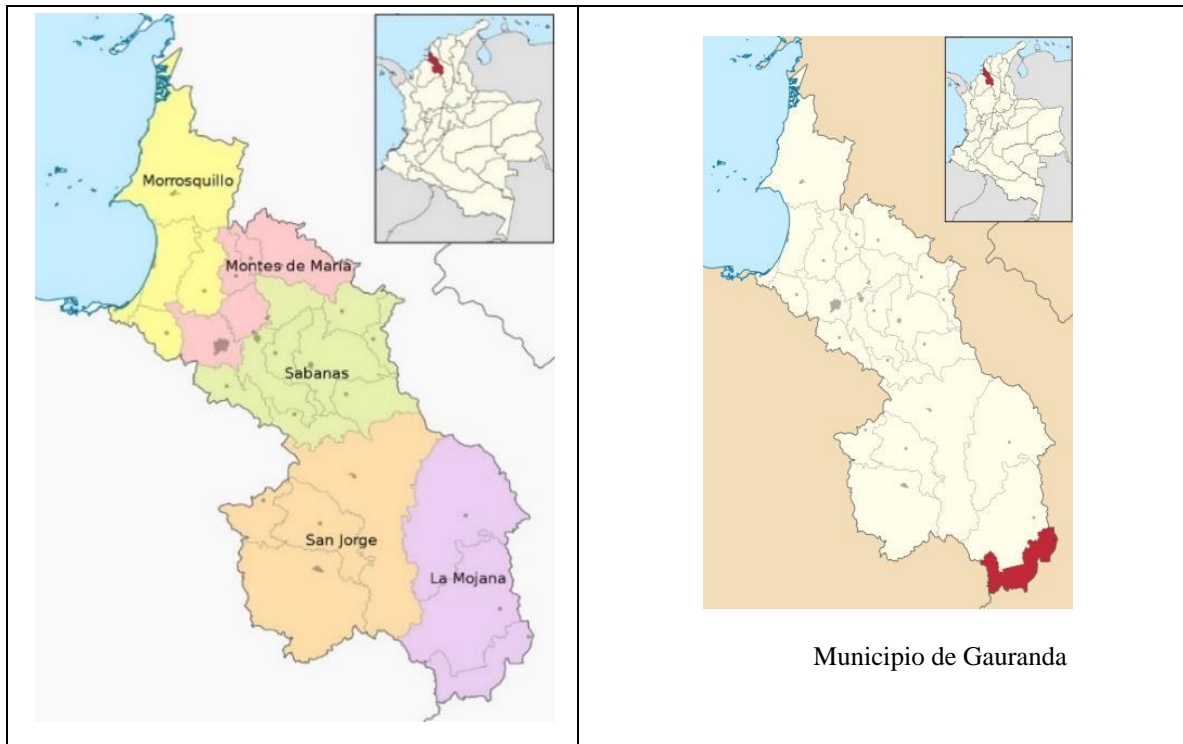 Morrosquillo
Montes de María
Sabanas
San Jorge
La Mojana
Municipio de Gauranda